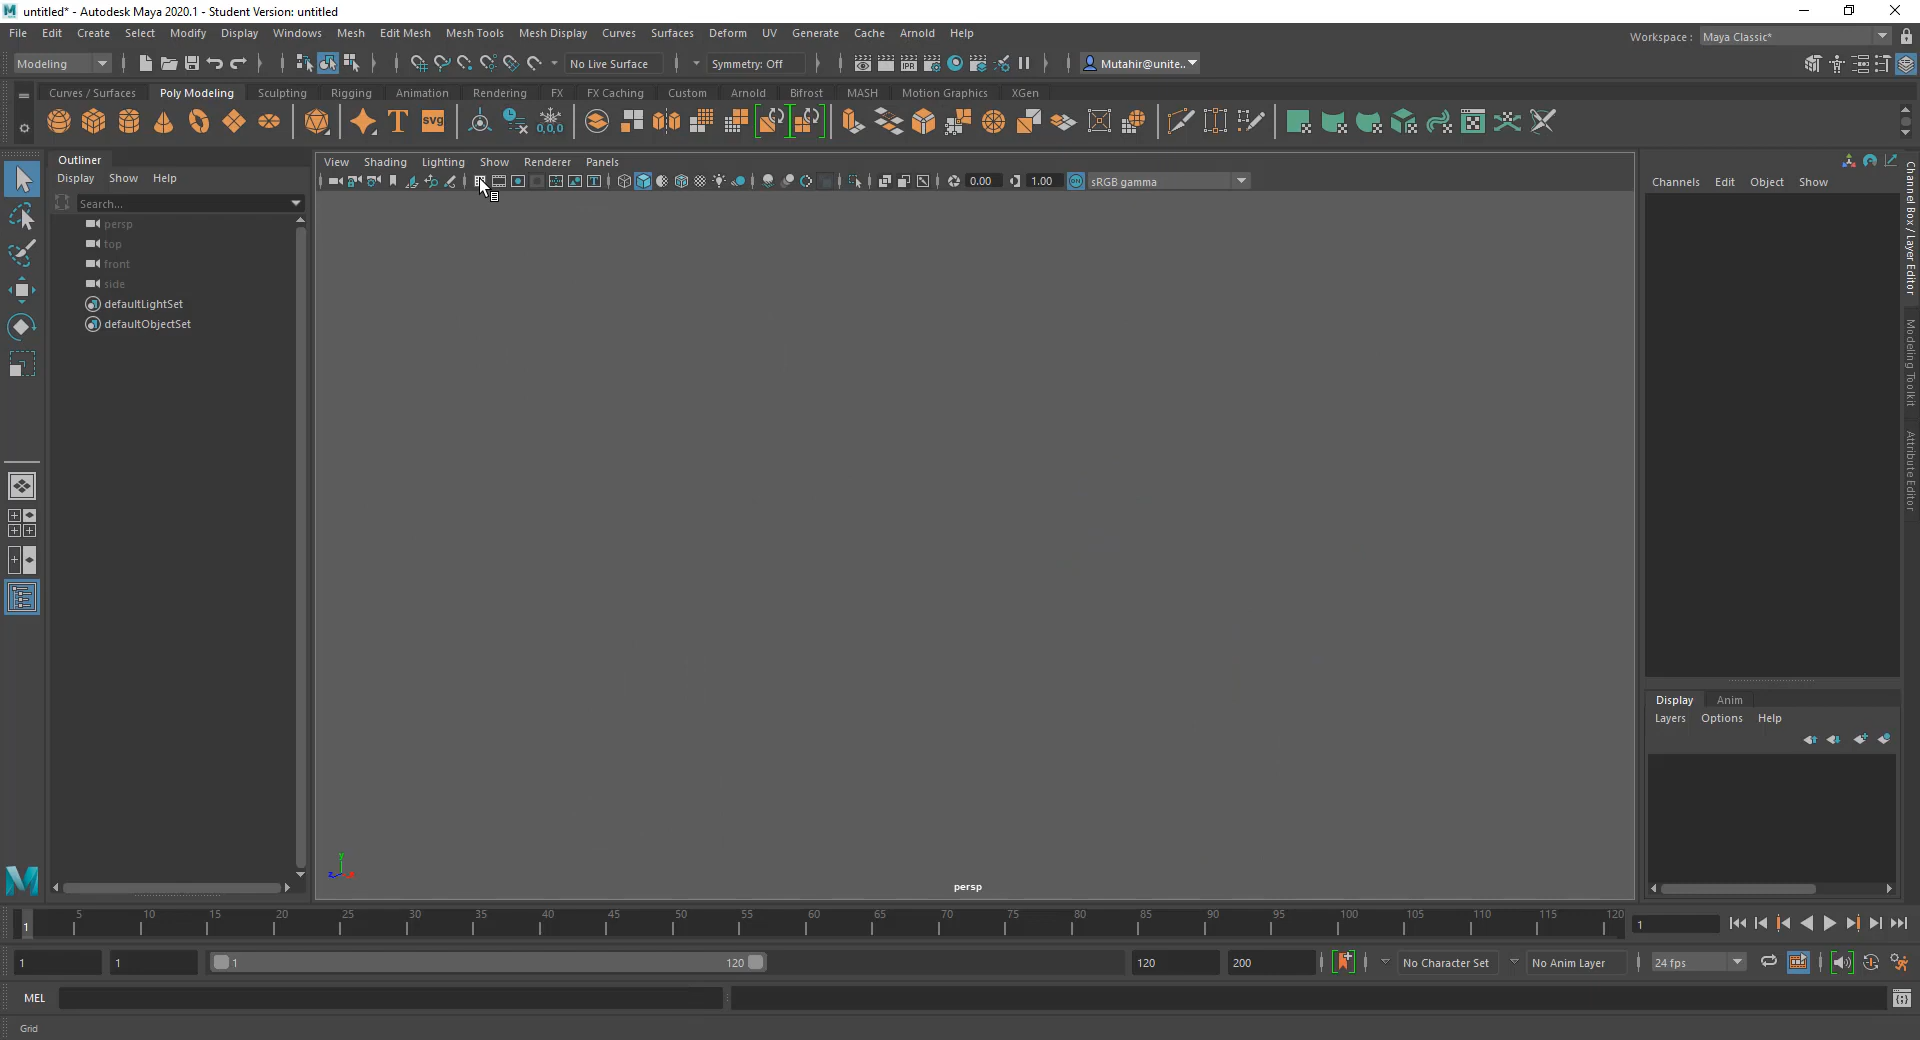 untitled* - Autodesk Maya 2020.1 - Student Version: untitled
File Edit Create Select Modify Display Windows Mesh Edit Mesh Mesh Tools Mesh Display Curves Surfaces Deform UV Generate Cache Arnold Help
Workspace : Maya Classic*
Modeling No Live Surface Symmetry: Off IPR Mutahir@unite..
Curves / Surfaces Poly Modeling Sculpting Rigging Animation Rendering FX FX Caching Custom Arnold Bifrost MASH Motion Graphics XGen
T svg 0,0,0
Outliner
Display Show Help
Search...
persp
top
front
side
defaultLightSet
defaultObjectSet
View Shading Lighting Show Renderer Panels
0.00 1.00 ON sRGB gamma
y
z x
persp
Channels Edit Object Show
Channel Box / Layer Editor
Modeling Toolkit
Attribute Editor
Display Anim
Layers Options Help
1 5 10 15 20 25 30 35 40 45 50 55 60 65 70 75 80 85 90 95 100 105 110 115 120 1
1 1 1 120 120 200 No Character Set No Anim Layer 24 fps
MEL
Grid